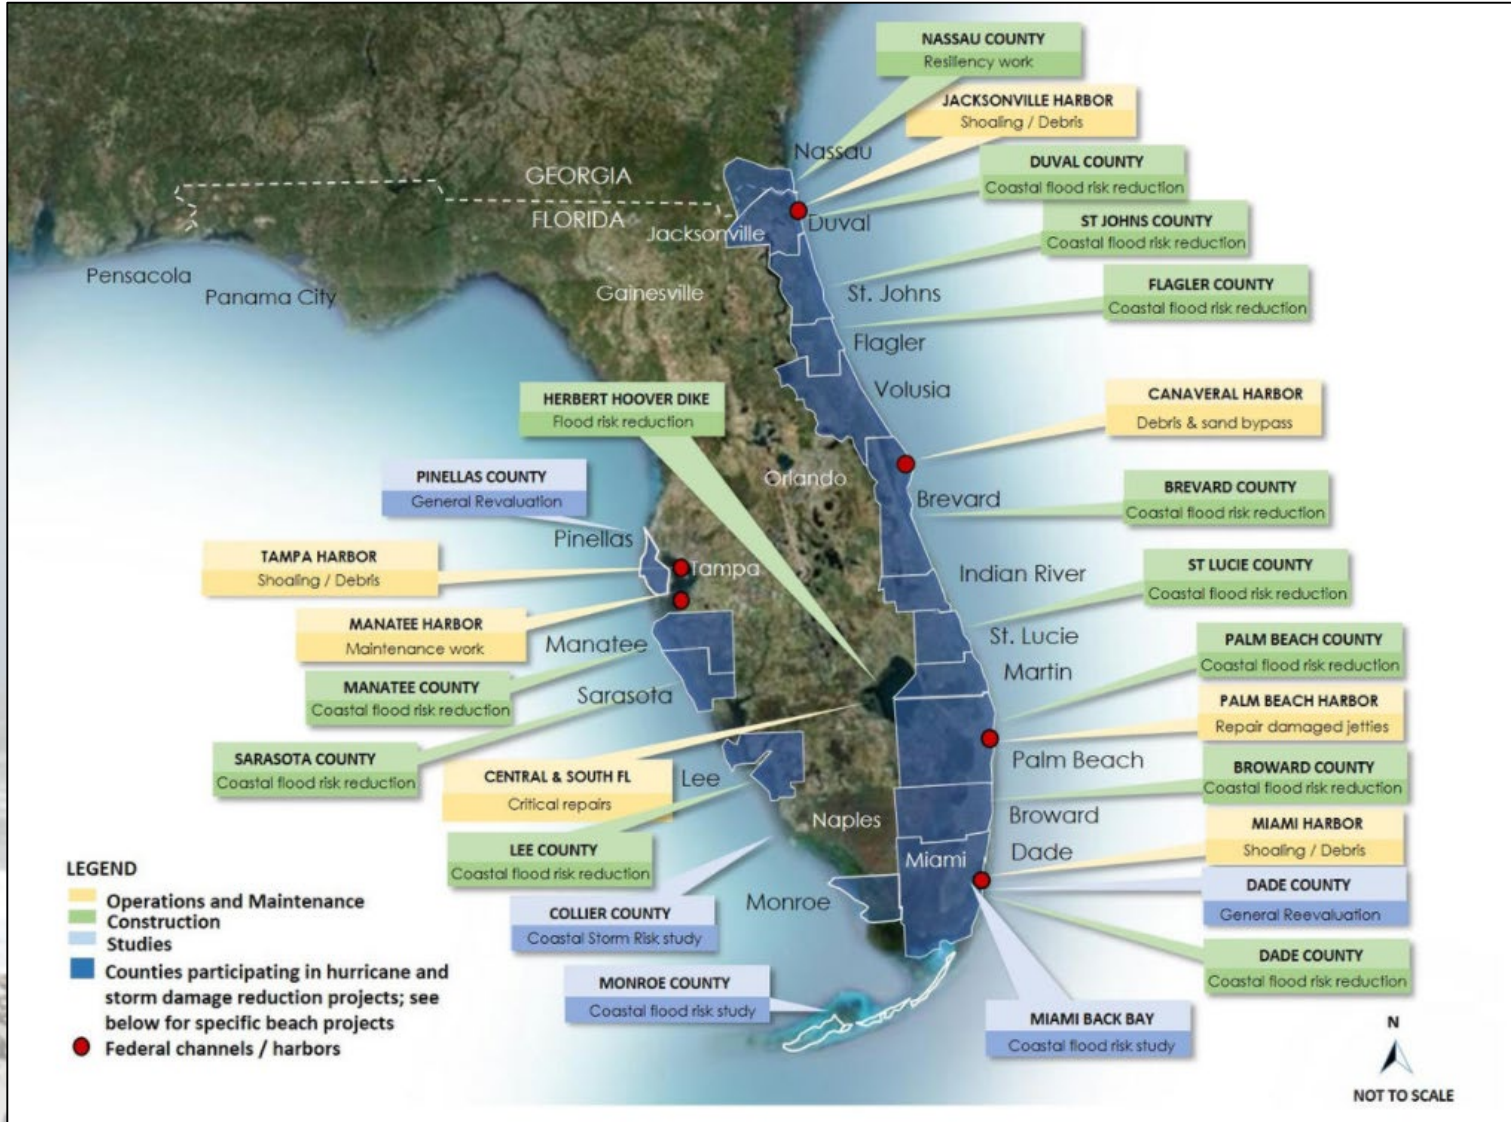 NASSAU COUNTY
Resiliency work
JACKSONVILLE HARBOR
Shoaling / Debris
Nassau
DUVAL COUNTY
Coastal flood risk reduction
GEORGIA
FLORIDA
Jacksonville
Duval
ST JOHNS COUNTY
Coastal flood risk reduction
Pensacola
Panama City
Gainesville
St. Johns
FLAGLER COUNTY
Coastal flood risk reduction
Flagler
Volusia
HERBERT HOOVER DIKE
Flood risk reduction
CANAVERAL HARBOR
Debris & sand bypass
PINELLAS COUNTY
General Revaluation
Orlando
Brevard
BREVARD COUNTY
Coastal flood risk reduction
Pinellas
TAMPA HARBOR
Shoaling / Debris
Tampa
Indian River
ST LUCIE COUNTY
Coastal flood risk reduction
MANATEE HARBOR
Maintenance work
Manatee
St. Lucie
Martin
PALM BEACH COUNTY
Coastal flood risk reduction
MANATEE COUNTY
Coastal flood risk reduction
Sarasota
PALM BEACH HARBOR
Repair damaged jetties
SARASOTA COUNTY
Coastal flood risk reduction
CENTRAL & SOUTH FL
Critical repairs
Lee
Palm Beach
BROWARD COUNTY
Coastal flood risk reduction
Naples
Broward
MIAMI HARBOR
Shoaling / Debris
LEE COUNTY
Coastal flood risk reduction
Miami
Dade
DADE COUNTY
General Reevaluation
COLLIER COUNTY
Coastal Storm Risk study
Monroe
DADE COUNTY
Coastal flood risk reduction
MONROE COUNTY
Coastal flood risk study
MIAMI BACK BAY
Coastal flood risk study
LEGEND
Operations and Maintenance
Construction
Studies
Counties participating in hurricane and
storm damage reduction projects; see
below for specific beach projects
Federal channels / harbors
N
NOT TO SCALE